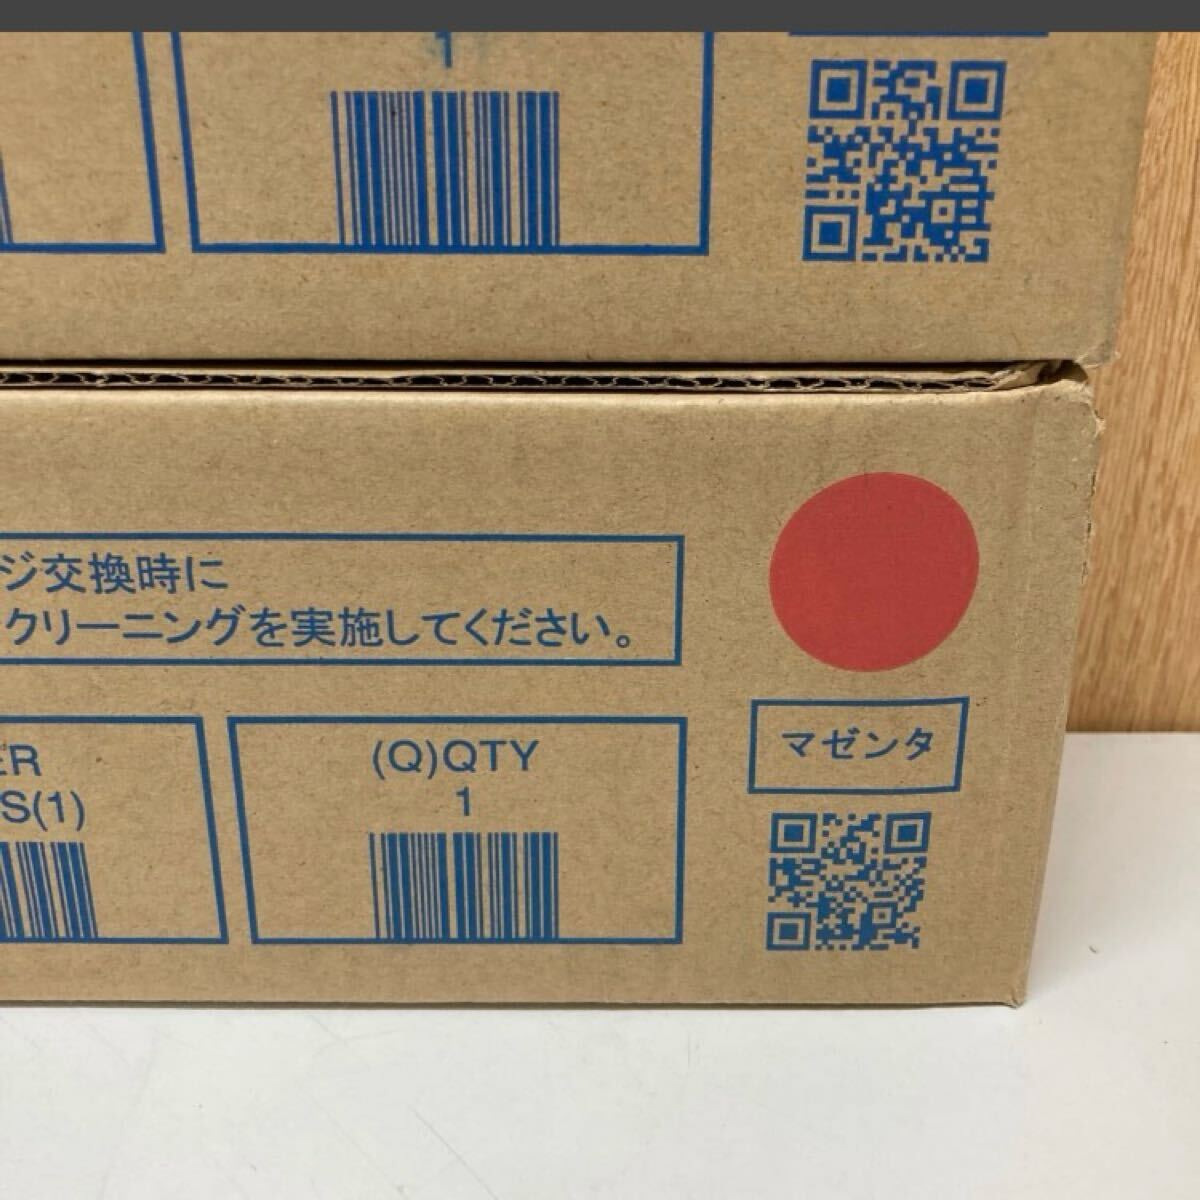 1
ジ交換時に
クリーニングを実施してください。
マゼンタ
ER
S(1)
(Q)QTY
1